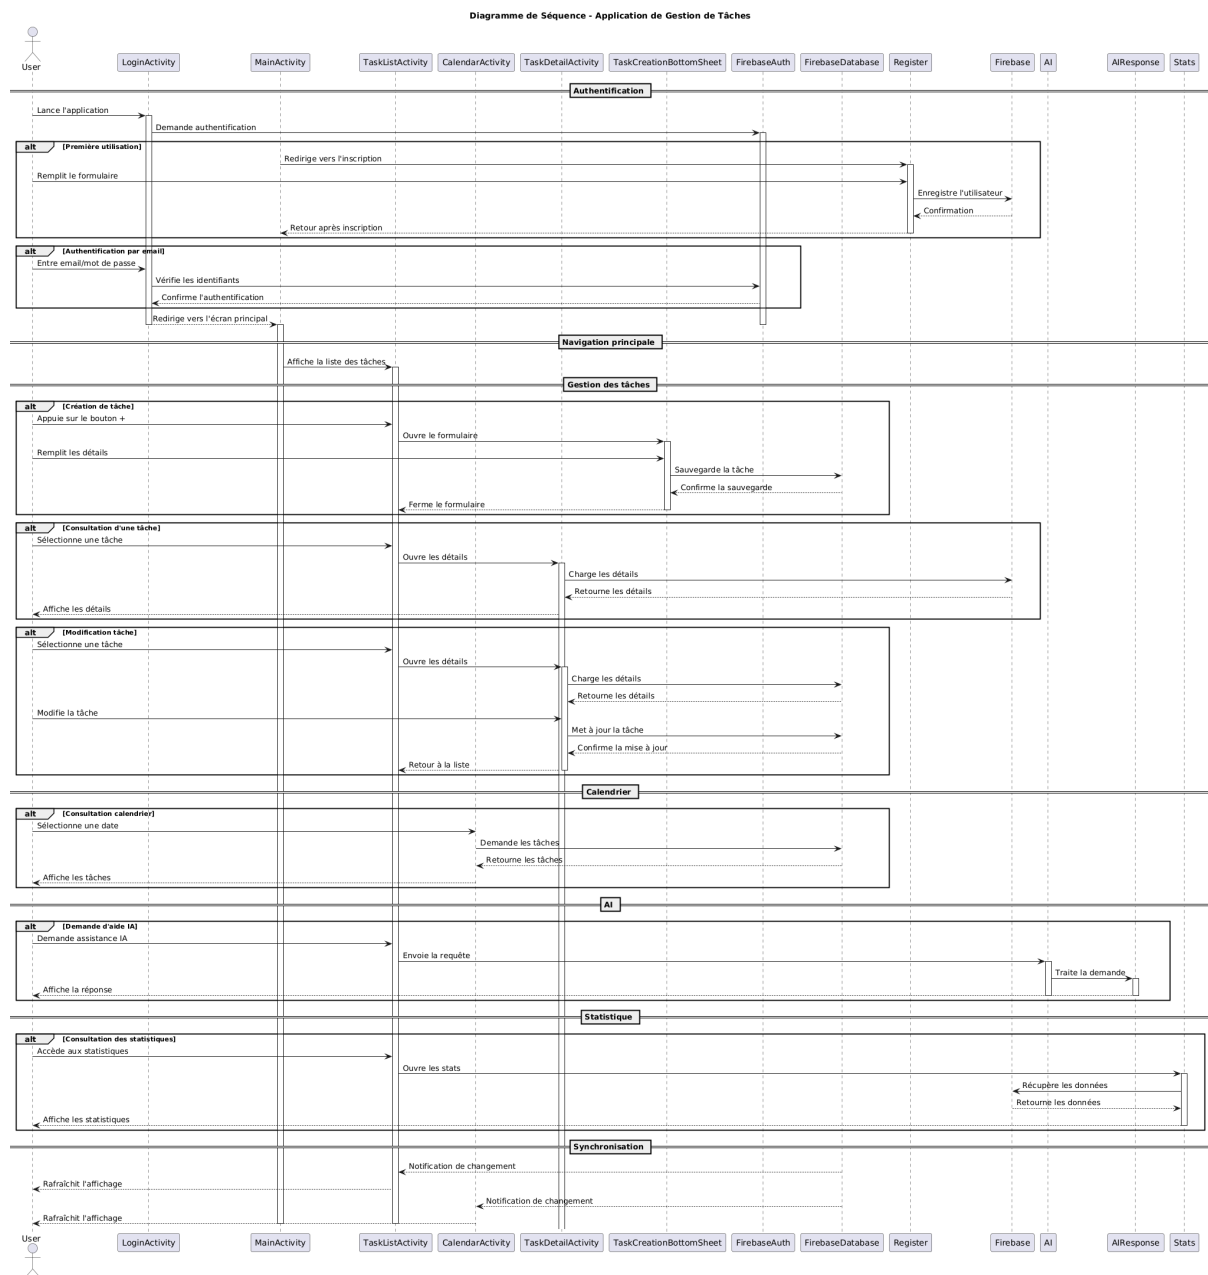 Diagramme de Séquence - Application de Gestion de Tâches
User
LoginActivity MainActivity TaskListActivity CalendarActivity TaskDetailActivity TaskCreationBottomSheet FirebaseAuth FirebaseDatabase Register Firebase AI AIResponse Stats
Authentification
Lance l'application
Demande authentification
alt [Première utilisation]
Redirige vers l'inscription
Remplit le formulaire
Enregistre l'utilisateur
Confirmation
Retour après inscription
alt [Authentification par email]
Entre email/mot de passe
Vérifie les identifiants
Confirme l'authentification
Redirige vers l'écran principal
Navigation principale
Affiche la liste des tâches
Gestion des tâches
alt [Création de tâche]
Appuie sur le bouton +
Ouvre le formulaire
Remplit les détails
Sauvegarde la tâche
Confirme la sauvegarde
Ferme le formulaire
alt [Consultation d'une tâche]
Sélectionne une tâche
Ouvre les détails
Charge les détails
Retourne les détails
Affiche les détails
alt [Modification tâche]
Sélectionne une tâche
Ouvre les détails
Charge les détails
Retourne les détails
Modifie la tâche
Met à jour la tâche
Confirme la mise à jour
Retour à la liste
Calendrier
alt [Consultation calendrier]
Sélectionne une date
Demande les tâches
Retourne les tâches
Affiche les tâches
AI
alt [Demande d'aide IA]
Demande assistance IA
Envoie la requête
Traite la demande
Affiche la réponse
Statistique
alt [Consultation des statistiques]
Accède aux statistiques
Ouvre les stats
Récupère les données
Retourne les données
Affiche les statistiques
Synchronisation
Notification de changement
Rafraîchit l'affichage
Notification de changement
Rafraîchit l'affichage
User
LoginActivity MainActivity TaskListActivity CalendarActivity TaskDetailActivity TaskCreationBottomSheet FirebaseAuth FirebaseDatabase Register Firebase AI AIResponse Stats